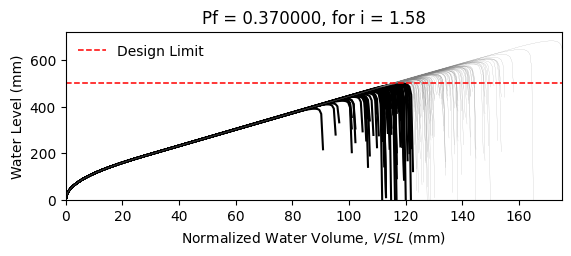 Pf = 0.370000, for i = 1.58
Design Limit
Water Level (mm)
600
400
200
0
0 20 40 60 80 100 120 140 160
Normalized Water Volume, V/SL (mm)